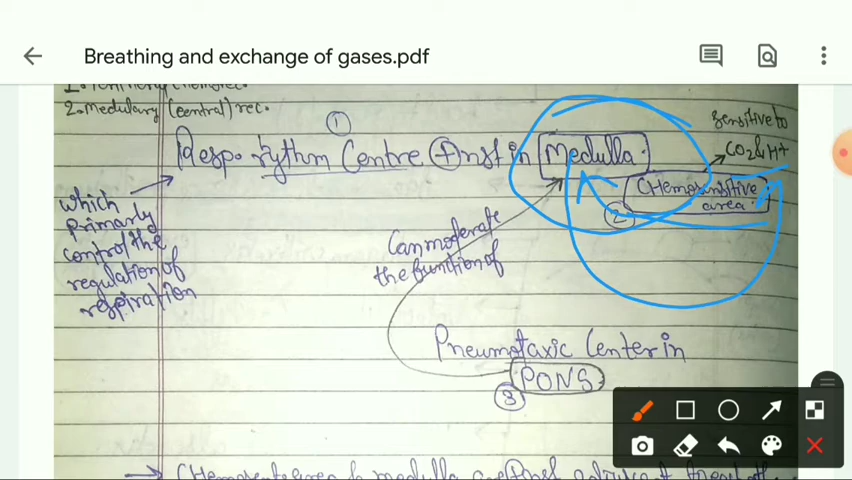 Breathing and exchange of gases.pdf
2. Medulary (central) rec.
①
Resp. rythm Centre
in Medulla.
sensitive to
CO2 & H+
CHemosensitive
area.
②
which
primarly
control the
regulation of
respiration
Can moderate
the function of
Pneumotaxic Center in
PONS
③